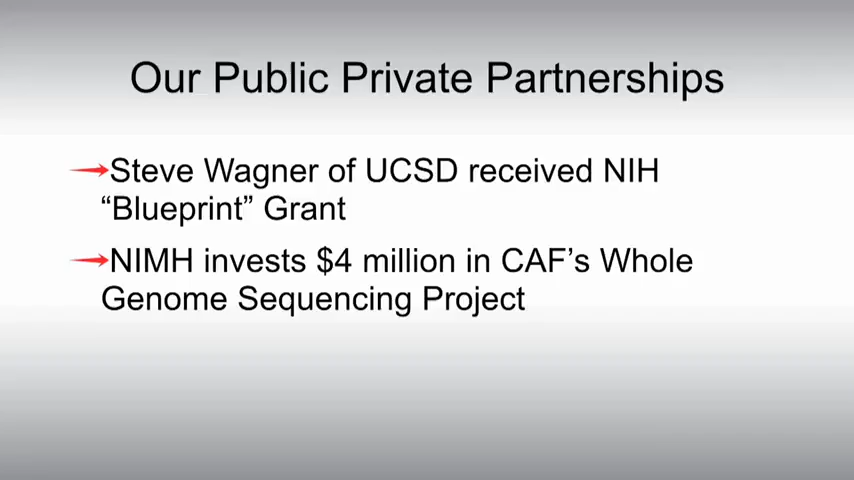 Our Public Private Partnerships
Steve Wagner of UCSD received NIH
“Blueprint” Grant
NIMH invests $4 million in CAF’s Whole
Genome Sequencing Project